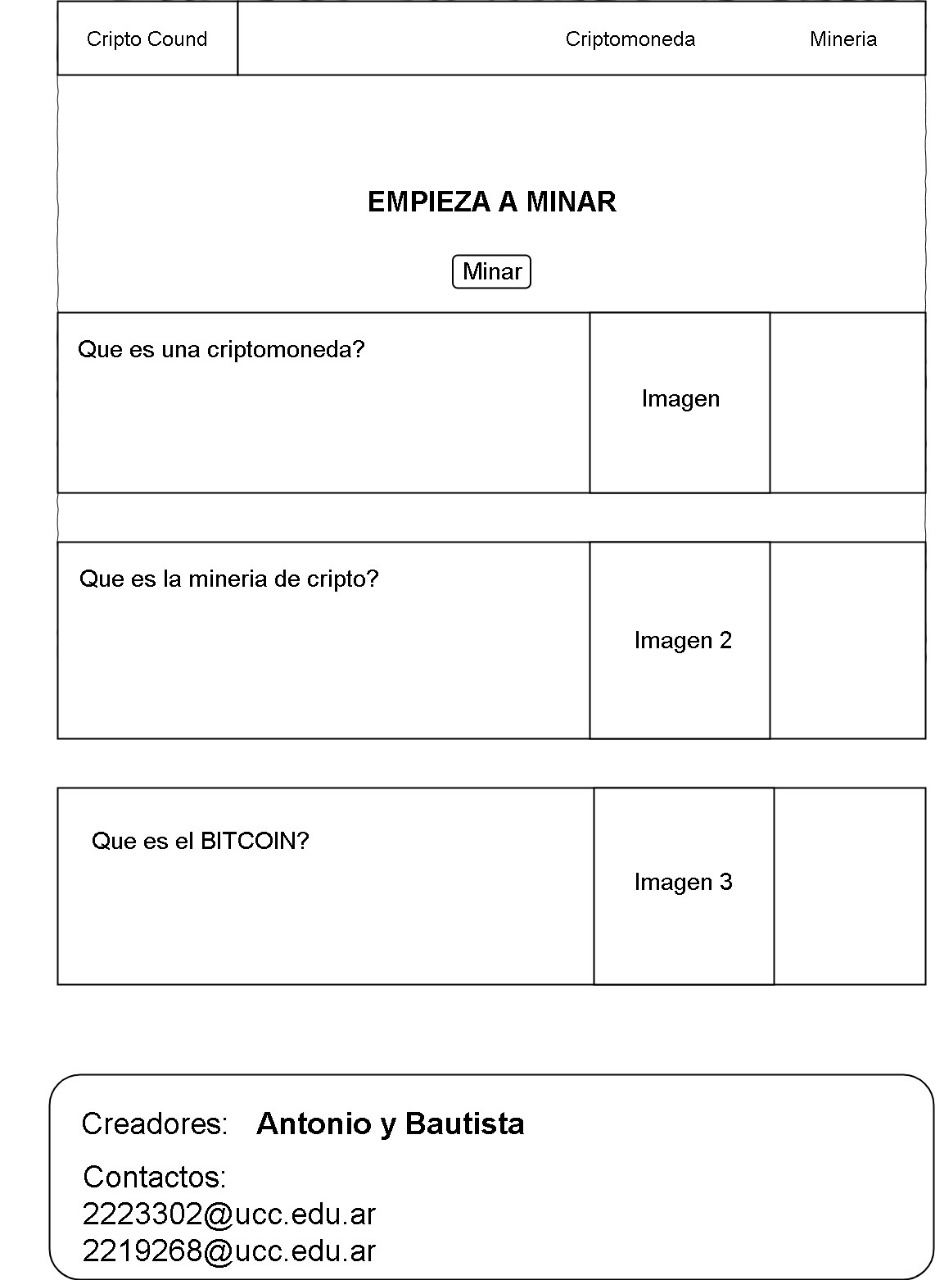 Cripto Cound Criptomoneda Mineria
EMPIEZA A MINAR
Minar
Que es una criptomoneda?
Imagen
Que es la mineria de cripto?
Imagen 2
Que es el BITCOIN?
Imagen 3
Creadores: Antonio y Bautista
Contactos:
2223302@ucc.edu.ar
2219268@ucc.edu.ar